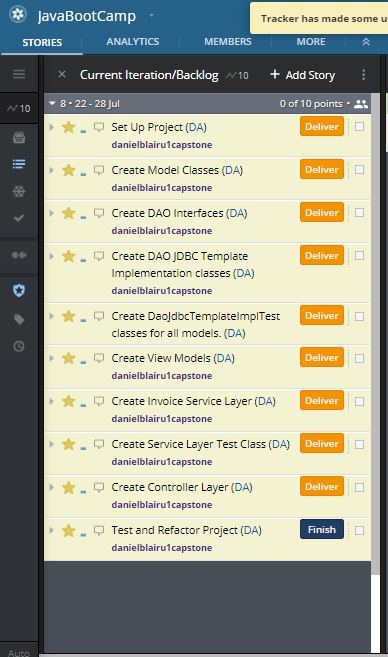 JavaBootCamp
Tracker has made some u
STORIES
ANALYTICS
MEMBERS
MORE
10
Current Iteration/Backlog
10
+ Add Story
8 • 22 - 28 Jul
0 of 10 points •
Set Up Project (DA)
Deliver
danielblairu1capstone
Create Model Classes (DA)
Deliver
danielblairu1capstone
Create DAO Interfaces (DA)
Deliver
danielblairu1capstone
Create DAO JDBC Template
Deliver
Implementation classes (DA)
danielblairu1capstone
Create DaoJdbcTemplateImplTest
Deliver
classes for all models. (DA)
Create View Models (DA)
Deliver
danielblairu1capstone
Create Invoice Service Layer (DA)
Deliver
danielblairu1capstone
Create Service Layer Test Class (DA)
Deliver
danielblairu1capstone
Create Controller Layer (DA)
Deliver
danielblairu1capstone
Test and Refactor Project (DA)
Finish
danielblairu1capstone
Auto